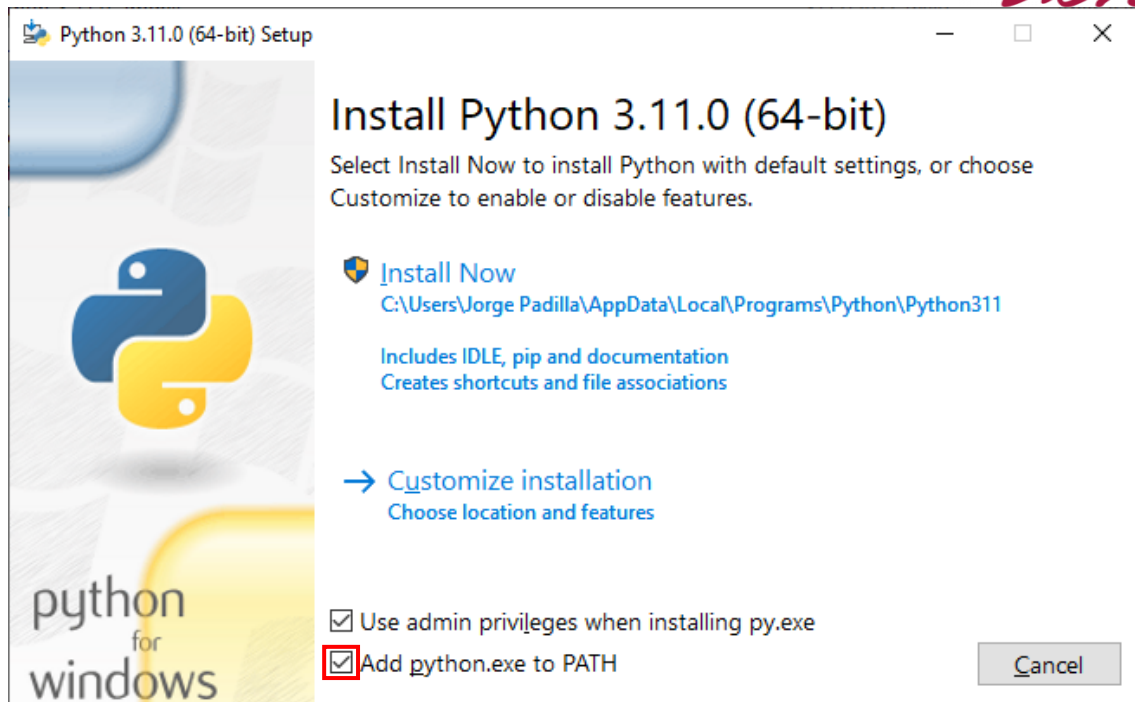 Python 3.11.0 (64-bit) Setup
Install Python 3.11.0 (64-bit)
Select Install Now to install Python with default settings, or choose
Customize to enable or disable features.
Install Now
C:\Users\Jorge Padilla\AppData\Local\Programs\Python\Python311
Includes IDLE, pip and documentation
Creates shortcuts and file associations
Customize installation
Choose location and features
python
for
windows
Use admin privileges when installing py.exe
Add python.exe to PATH
Cancel